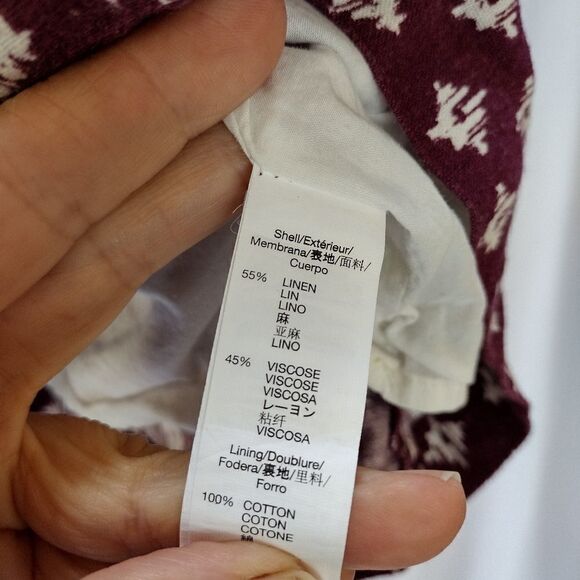 Shell/Extérieur/
Membrana/表地/面料/
Cuerpo
55% LINEN
LIN
LINO
麻
亚麻
LINO
45% VISCOSE
VISCOSE
VISCOSA
レーヨン
粘纤
VISCOSA
Lining/Doublure/
Fodera/裏地/里料/
Forro
100% COTTON
COTON
COTONE
綿